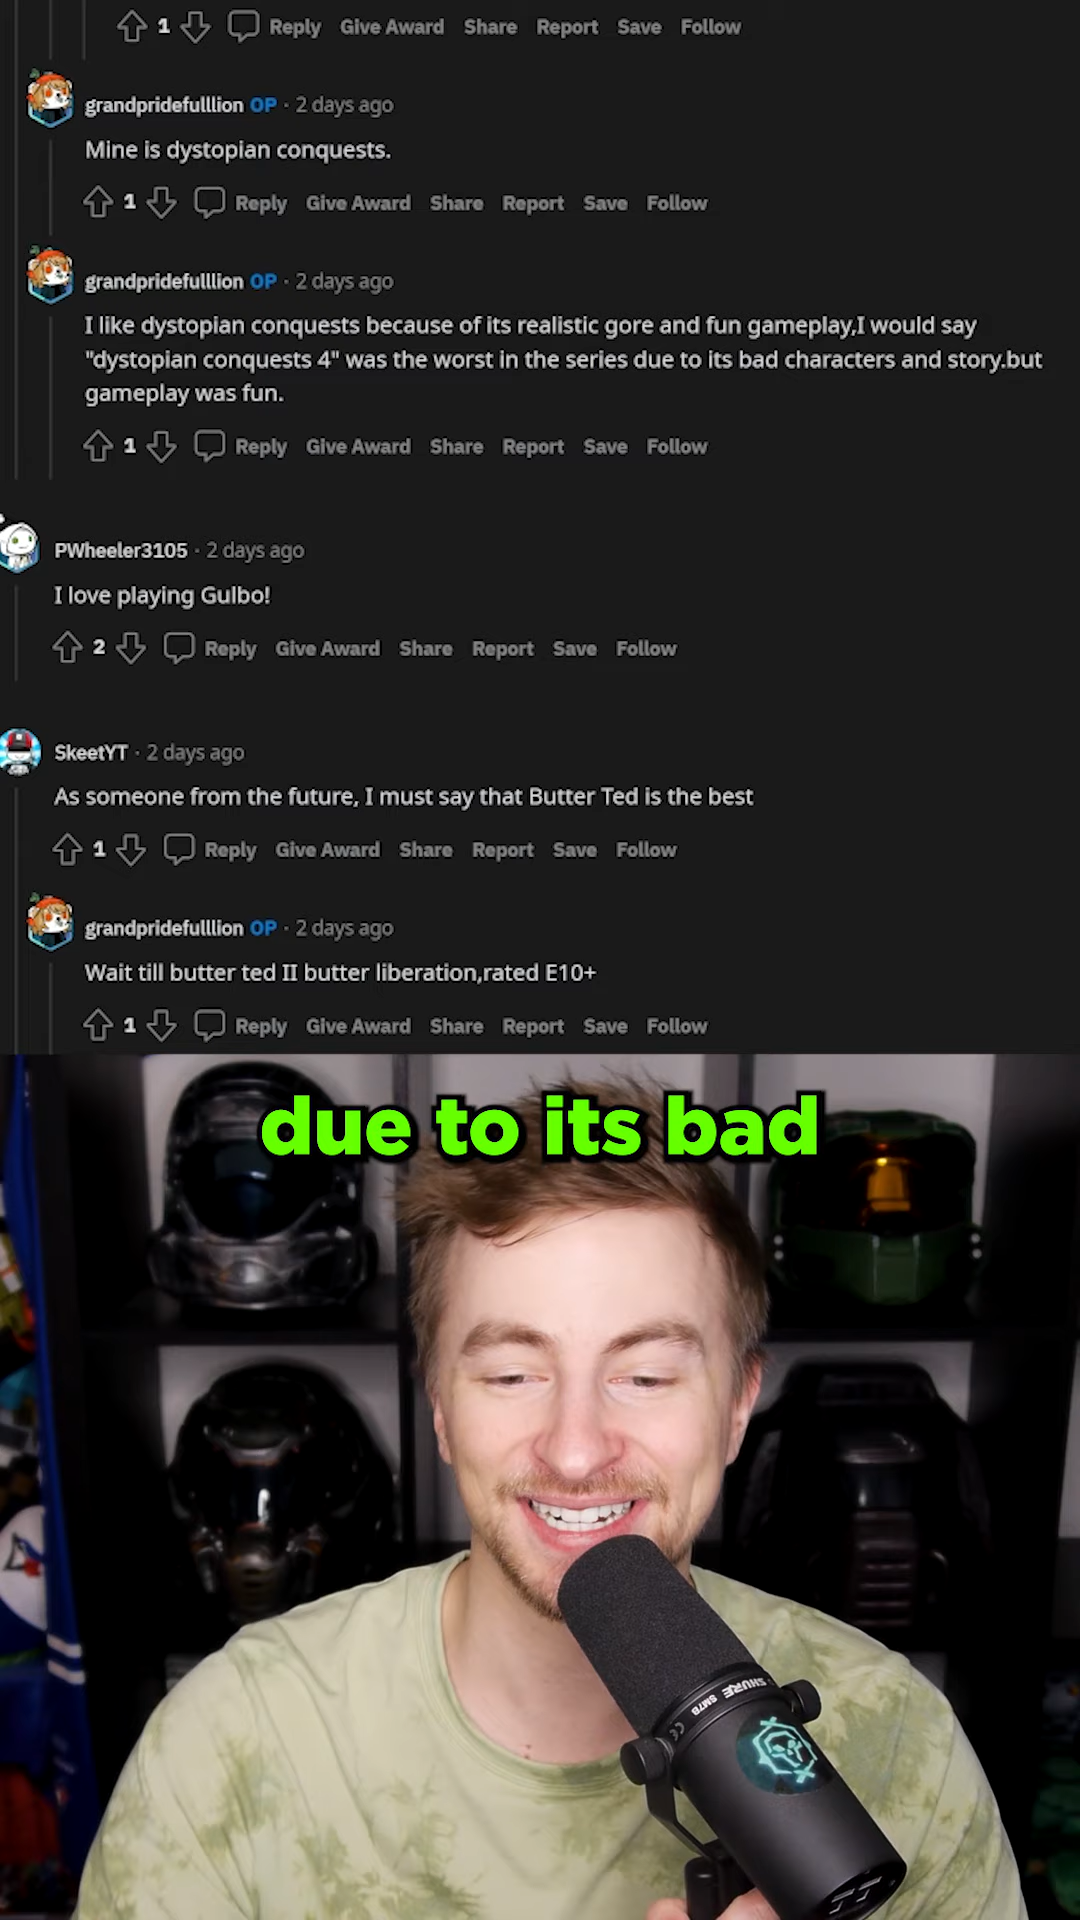 1 Reply Give Award Share Report Save Follow
grandpridefulllion OP · 2 days ago
Mine is dystopian conquests.
1 Reply Give Award Share Report Save Follow
grandpridefulllion OP · 2 days ago
I like dystopian conquests because of its realistic gore and fun gameplay,I would say
"dystopian conquests 4" was the worst in the series due to its bad characters and story.but
gameplay was fun.
1 Reply Give Award Share Report Save Follow
PWheeler3105 · 2 days ago
I love playing Gulbo!
2 Reply Give Award Share Report Save Follow
SkeetYT · 2 days ago
As someone from the future, I must say that Butter Ted is the best
1 Reply Give Award Share Report Save Follow
grandpridefulllion OP · 2 days ago
Wait till butter ted II butter liberation,rated E10+
1 Reply Give Award Share Report Save Follow
due to its bad
SHURE
SM7B
CE